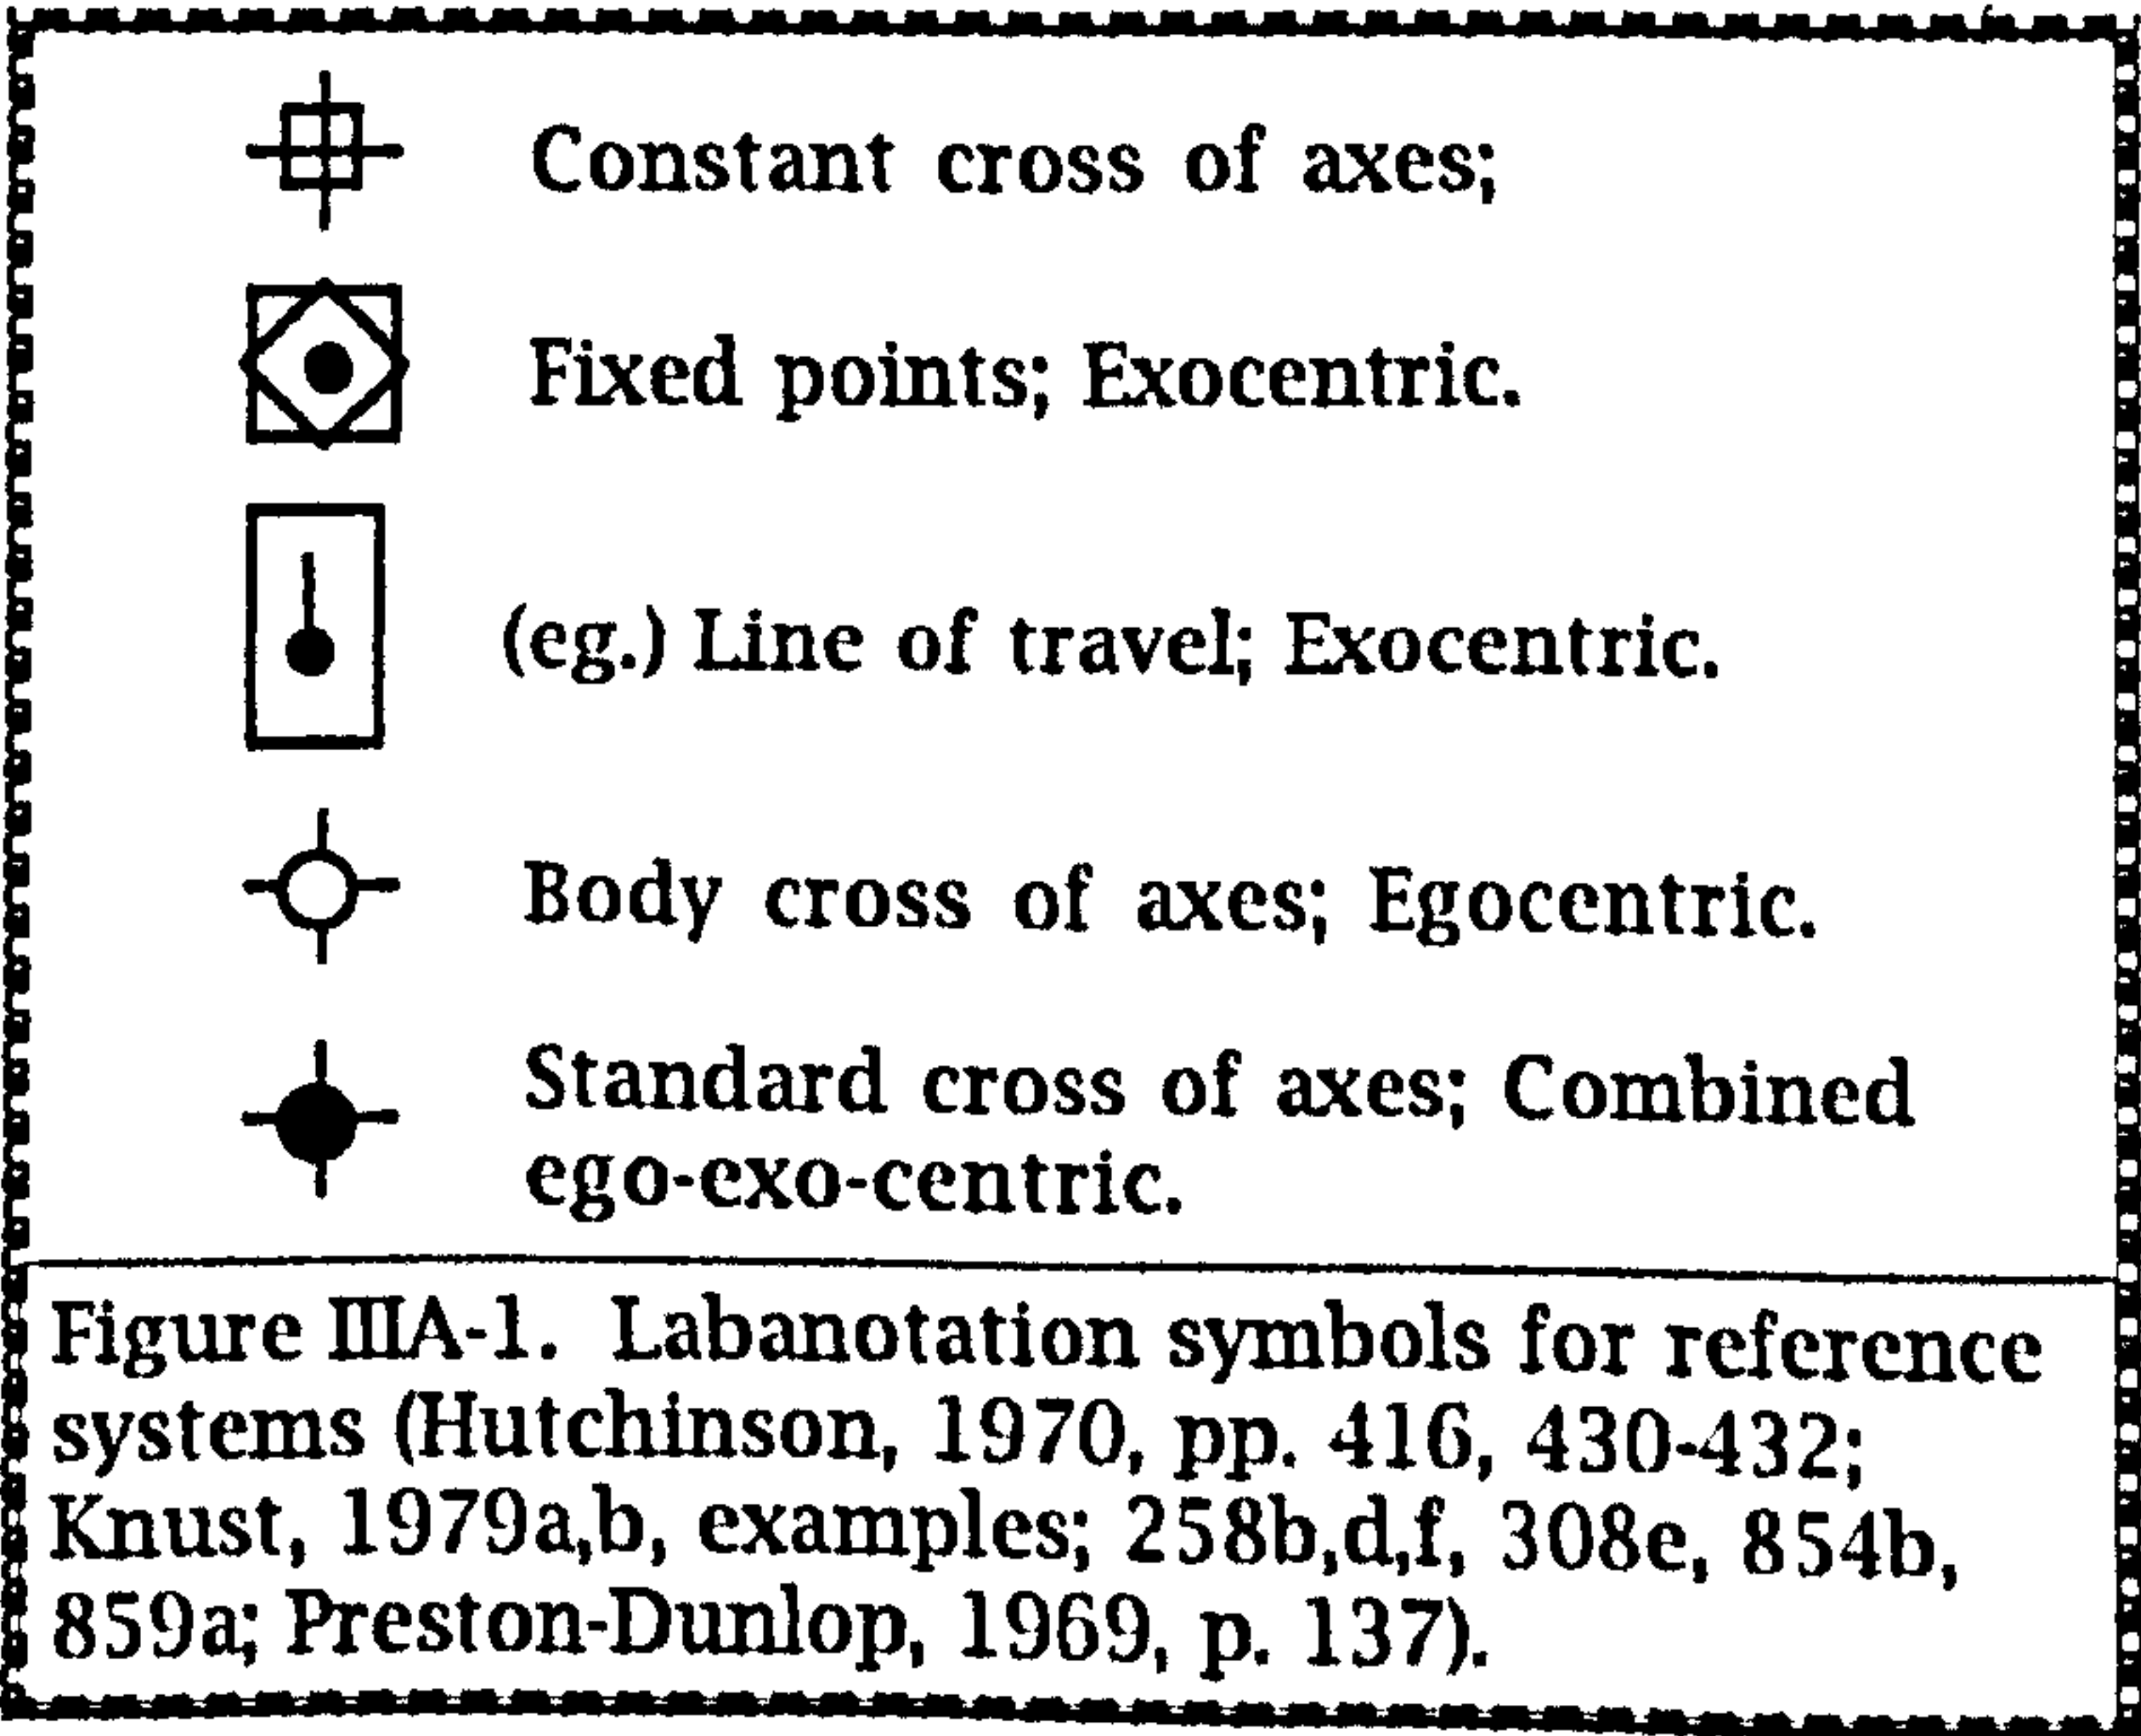 Constant cross of axes;
Fixed points; Exocentric.
(eg.) Line of travel; Exocentric.
Body cross of axes; Egocentric.
Standard cross of axes; Combined
ego-exo-centric.
Figure IIIA-1. Labanotation symbols for reference
systems (Hutchinson, 1970, pp. 416, 430-432;
Knust, 1979a,b, examples; 258b,d,f, 308e, 854b,
859a; Preston-Dunlop, 1969, p. 137).